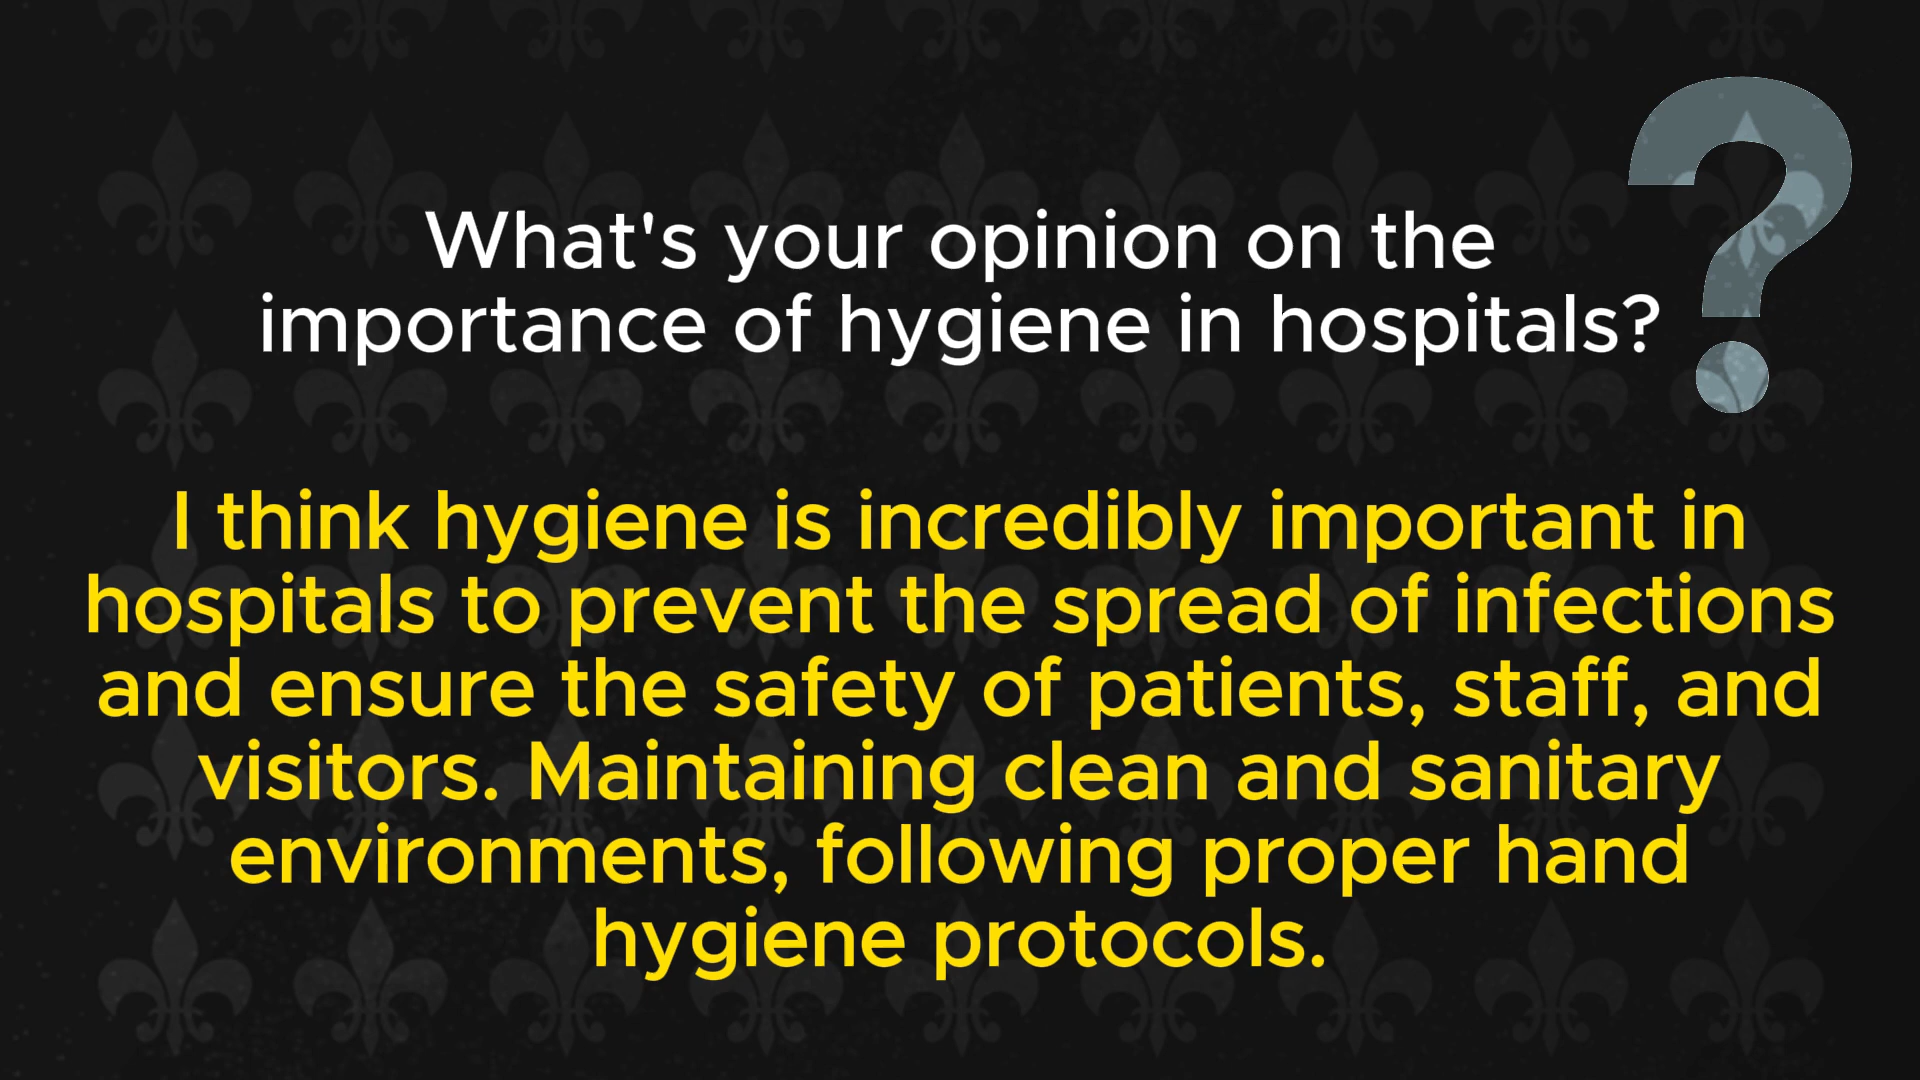 What's your opinion on the
importance of hygiene in hospitals?
?
I think hygiene is incredibly important in
hospitals to prevent the spread of infections
and ensure the safety of patients, staff, and
visitors. Maintaining clean and sanitary
environments, following proper hand
hygiene protocols.